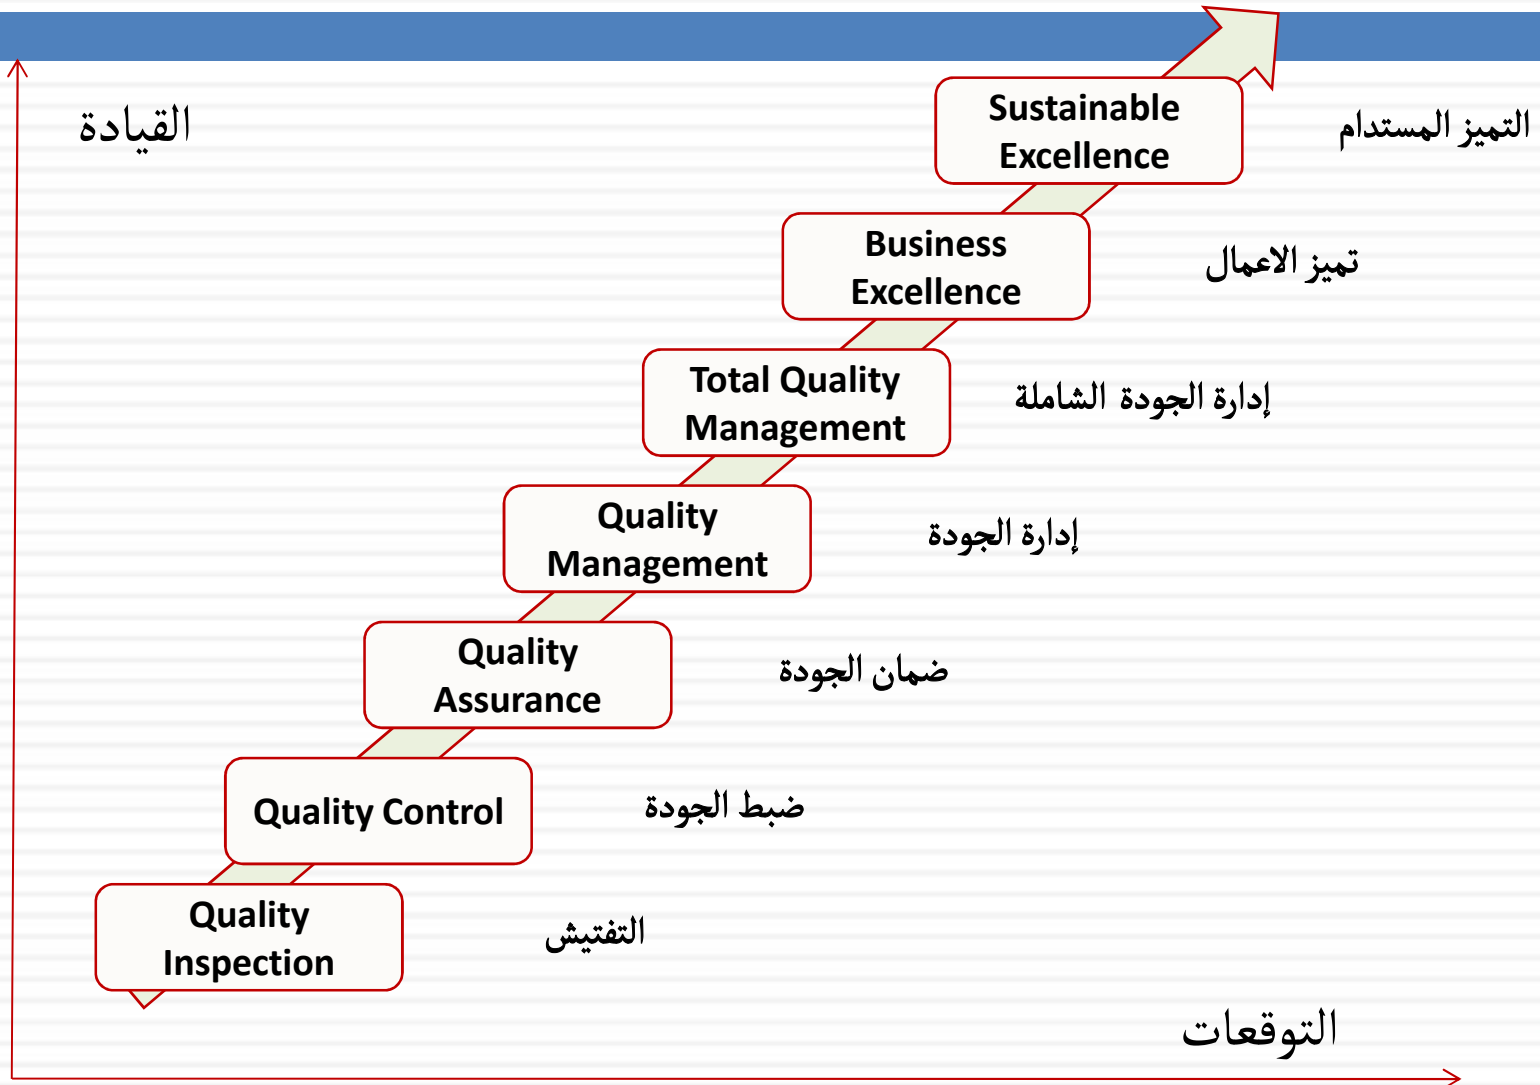 القيادة
Sustainable
Excellence
التميز المستدام
Business
Excellence
تميز الاعمال
Total Quality
Management
إدارة الجودة الشاملة
Quality
Management
إدارة الجودة
Quality
Assurance
ضمان الجودة
Quality Control
ضبط الجودة
Quality
Inspection
التفتيش
التوقعات